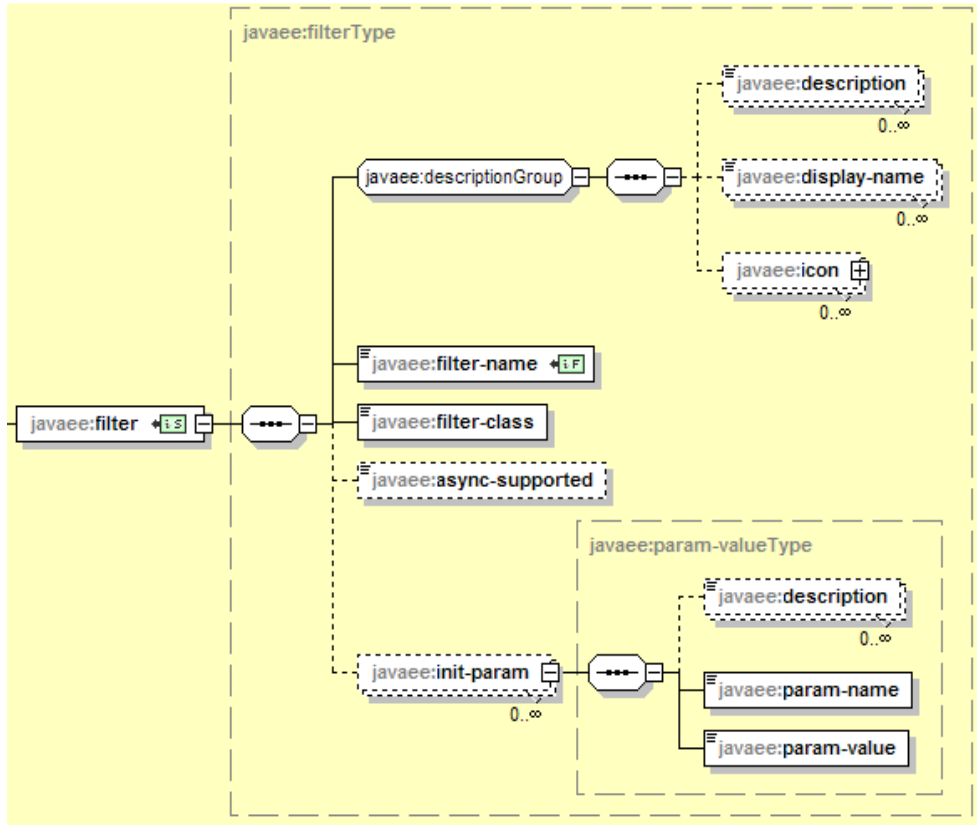 javaee:filterType
javaee:description
0..∞
javaee:descriptionGroup
javaee:display-name
0..∞
javaee:icon
0..∞
javaee:filter-name iF
javaee:filter iS
javaee:filter-class
javaee:async-supported
javaee:param-valueType
javaee:description
0..∞
javaee:init-param
0..∞
javaee:param-name
javaee:param-value